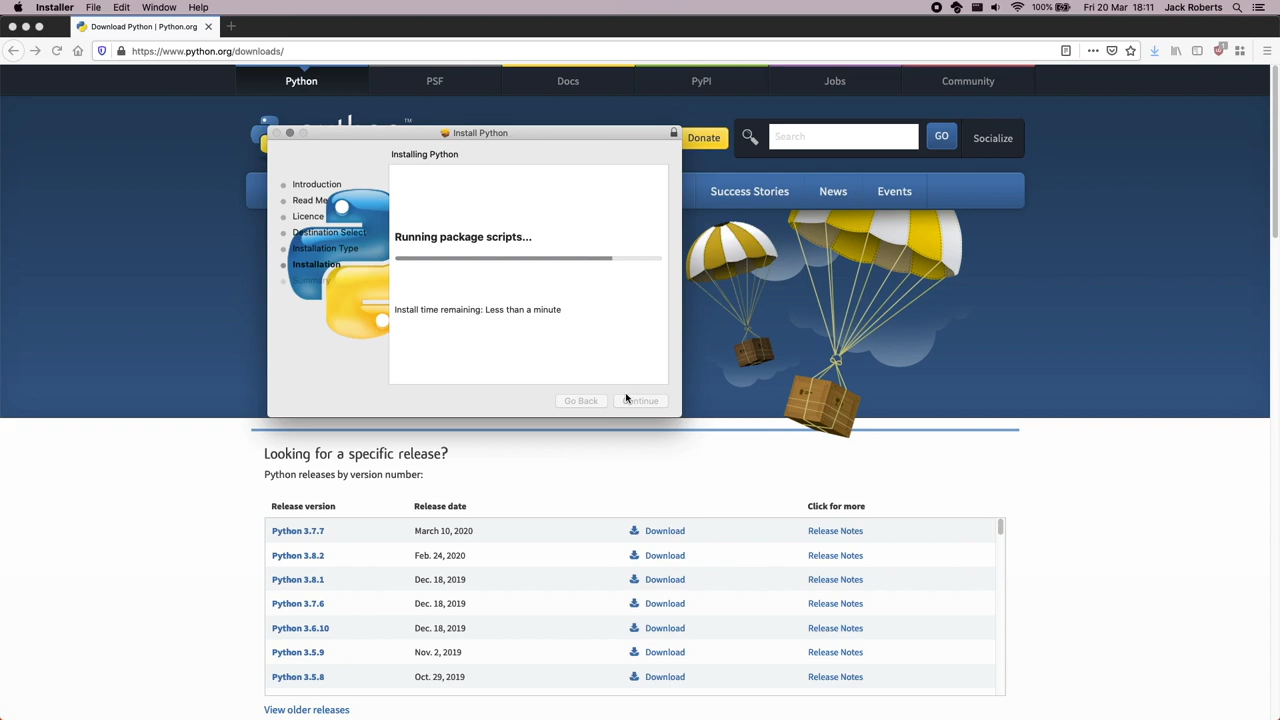 Installer File Edit Window Help 100% Fri 20 Mar 18:11 Jack Roberts
Download Python | Python.org
https://www.python.org/downloads/
Python PSF Docs PyPI Jobs Community
Donate Search GO Socialize
Success Stories News Events
Install Python
Installing Python
Introduction
Read Me
Licence
Destination Select
Installation Type
Installation
Summary
Running package scripts...
Install time remaining: Less than a minute
Go Back Continue
Looking for a specific release?
Python releases by version number:
Release version Release date Click for more
Python 3.7.7 March 10, 2020 Download Release Notes
Python 3.8.2 Feb. 24, 2020 Download Release Notes
Python 3.8.1 Dec. 18, 2019 Download Release Notes
Python 3.7.6 Dec. 18, 2019 Download Release Notes
Python 3.6.10 Dec. 18, 2019 Download Release Notes
Python 3.5.9 Nov. 2, 2019 Download Release Notes
Python 3.5.8 Oct. 29, 2019 Download Release Notes
View older releases